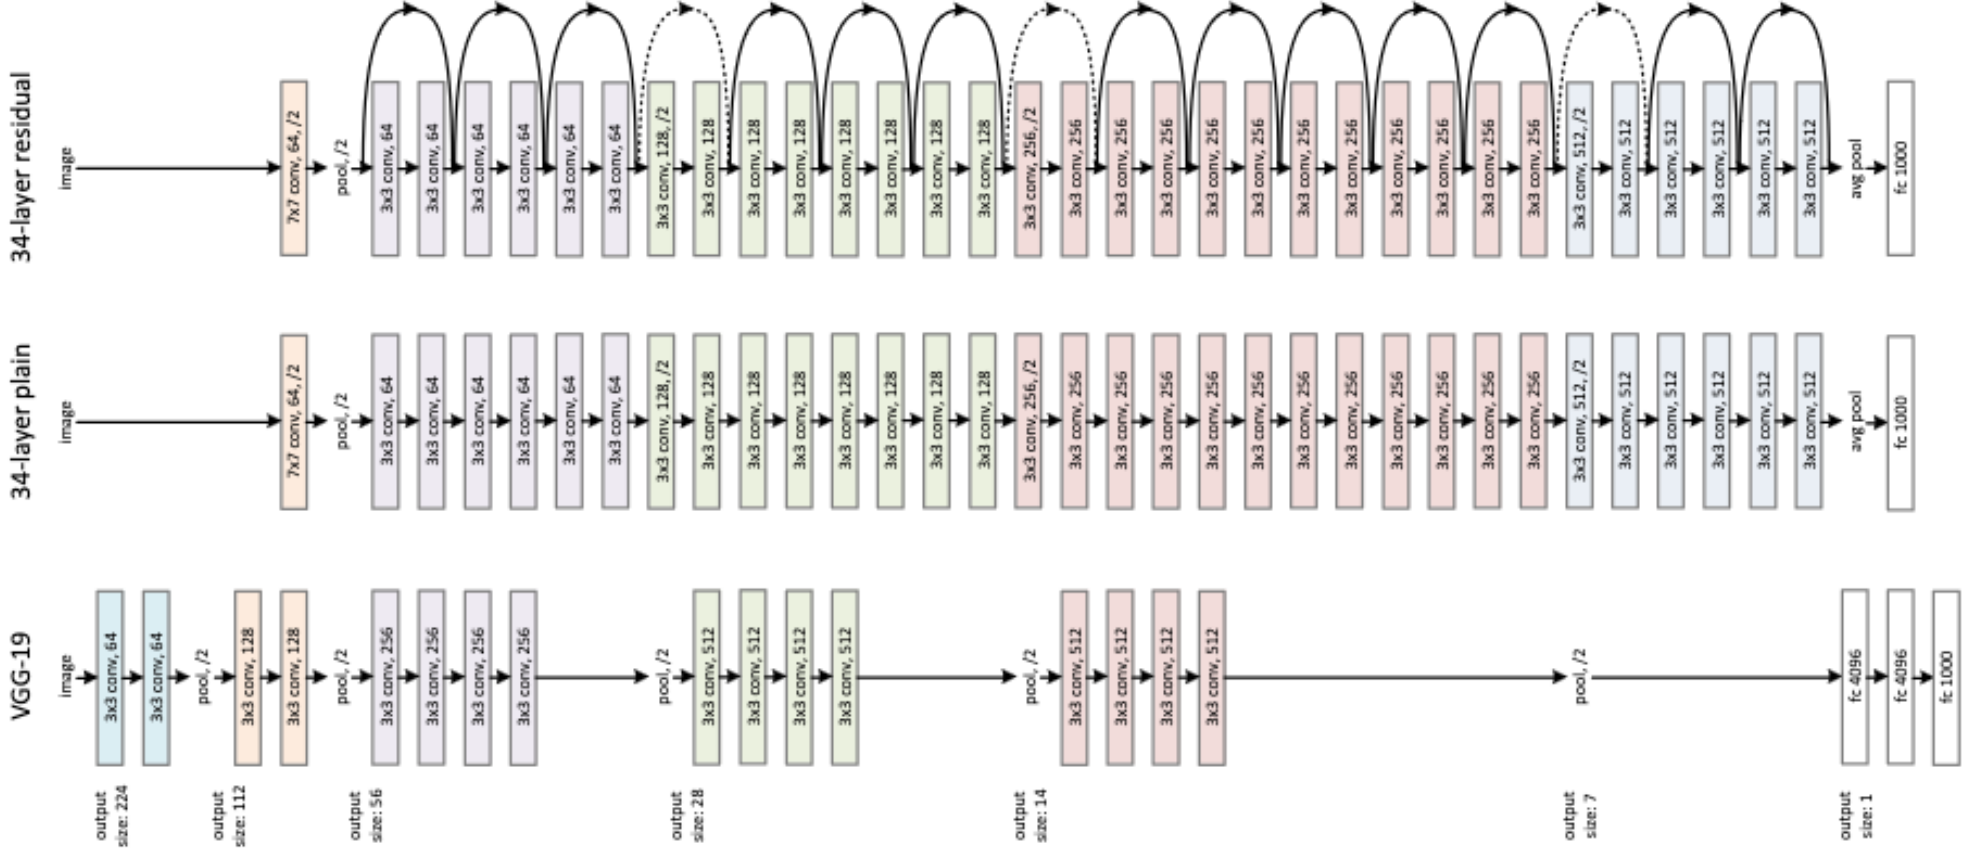 34-layer residual
image
7x7 conv, 64, /2
pool, /2
3x3 conv, 64
3x3 conv, 64
3x3 conv, 64
3x3 conv, 64
3x3 conv, 64
3x3 conv, 64
3x3 conv, 128, /2
3x3 conv, 128
3x3 conv, 128
3x3 conv, 128
3x3 conv, 128
3x3 conv, 128
3x3 conv, 128
3x3 conv, 128
3x3 conv, 256, /2
3x3 conv, 256
3x3 conv, 256
3x3 conv, 256
3x3 conv, 256
3x3 conv, 256
3x3 conv, 256
3x3 conv, 256
3x3 conv, 256
3x3 conv, 256
3x3 conv, 256
3x3 conv, 256
3x3 conv, 512, /2
3x3 conv, 512
3x3 conv, 512
3x3 conv, 512
3x3 conv, 512
3x3 conv, 512
avg pool
fc 1000
34-layer plain
image
7x7 conv, 64, /2
pool, /2
3x3 conv, 64
3x3 conv, 64
3x3 conv, 64
3x3 conv, 64
3x3 conv, 64
3x3 conv, 64
3x3 conv, 128, /2
3x3 conv, 128
3x3 conv, 128
3x3 conv, 128
3x3 conv, 128
3x3 conv, 128
3x3 conv, 128
3x3 conv, 128
3x3 conv, 256, /2
3x3 conv, 256
3x3 conv, 256
3x3 conv, 256
3x3 conv, 256
3x3 conv, 256
3x3 conv, 256
3x3 conv, 256
3x3 conv, 256
3x3 conv, 256
3x3 conv, 256
3x3 conv, 256
3x3 conv, 512, /2
3x3 conv, 512
3x3 conv, 512
3x3 conv, 512
3x3 conv, 512
3x3 conv, 512
avg pool
fc 1000
VGG-19
image
3x3 conv, 64
3x3 conv, 64
pool, /2
3x3 conv, 128
3x3 conv, 128
pool, /2
3x3 conv, 256
3x3 conv, 256
3x3 conv, 256
3x3 conv, 256
pool, /2
3x3 conv, 512
3x3 conv, 512
3x3 conv, 512
3x3 conv, 512
pool, /2
3x3 conv, 512
3x3 conv, 512
3x3 conv, 512
3x3 conv, 512
pool, /2
fc 4096
fc 4096
fc 1000
output
size: 224
output
size: 112
output
size: 56
output
size: 28
output
size: 14
output
size: 7
output
size: 1